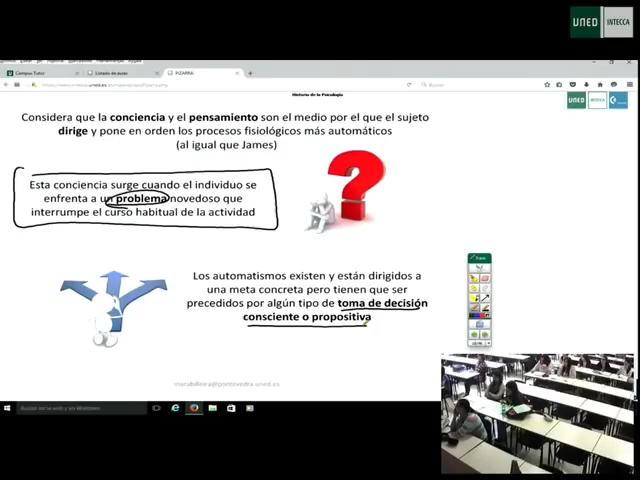 UNED INTECCA
Campus Tutor
Listado de aulas
PIZARRA
Buscar
Historia de la Psicología
UNED INTECCA
Considera que la conciencia y el pensamiento son el medio por el que el sujeto
dirige y pone en orden los procesos fisiológicos más automáticos
(al igual que James)
Esta conciencia surge cuando el individuo se
enfrenta a un problema novedoso que
interrumpe el curso habitual de la actividad
?
Los automatismos existen y están dirigidos a
una meta concreta pero tienen que ser
precedidos por algún tipo de toma de decisión
consciente o propositiva
Buscar en la web y en Windows